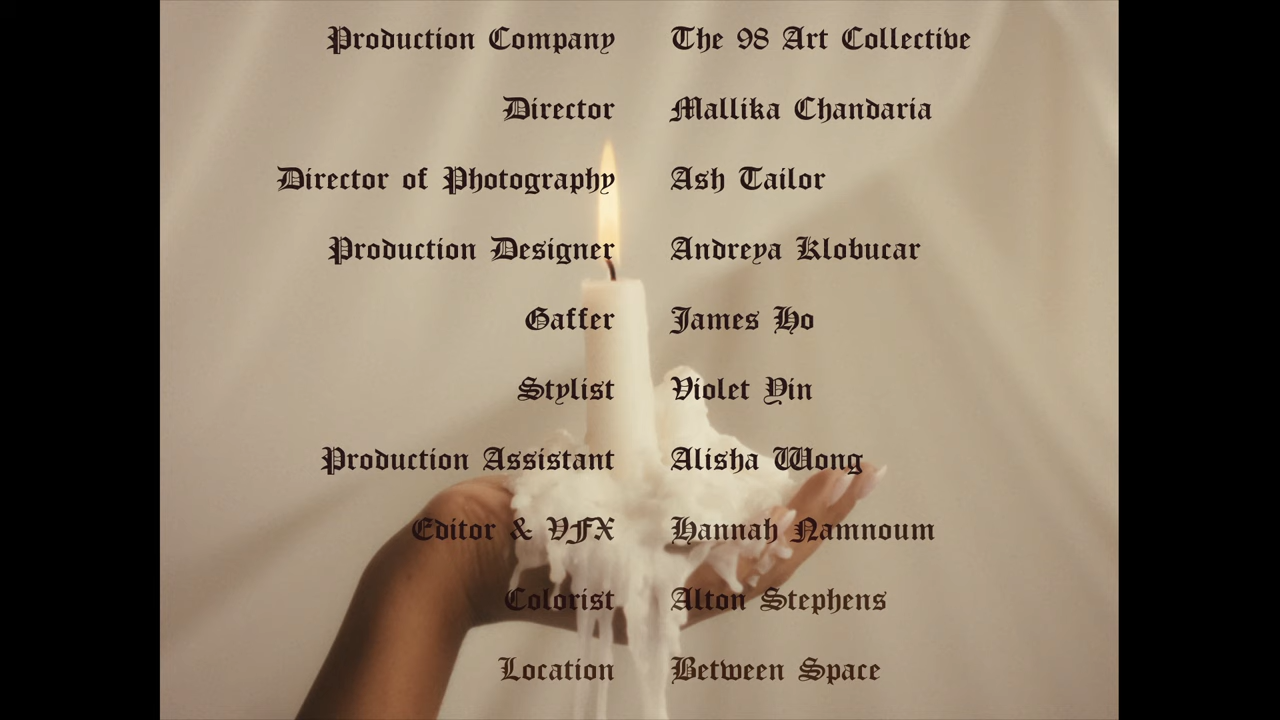 Production Company The 98 Art Collective
Director Mallika Chandaria
Director of Photography Ash Tailor
Production Designer Andreya Klobucar
Gaffer James Ho
Stylist Violet Yin
Production Assistant Alisha Wong
Editor & VFX Hannah Namnoum
Colorist Alton Stephens
Location Between Space